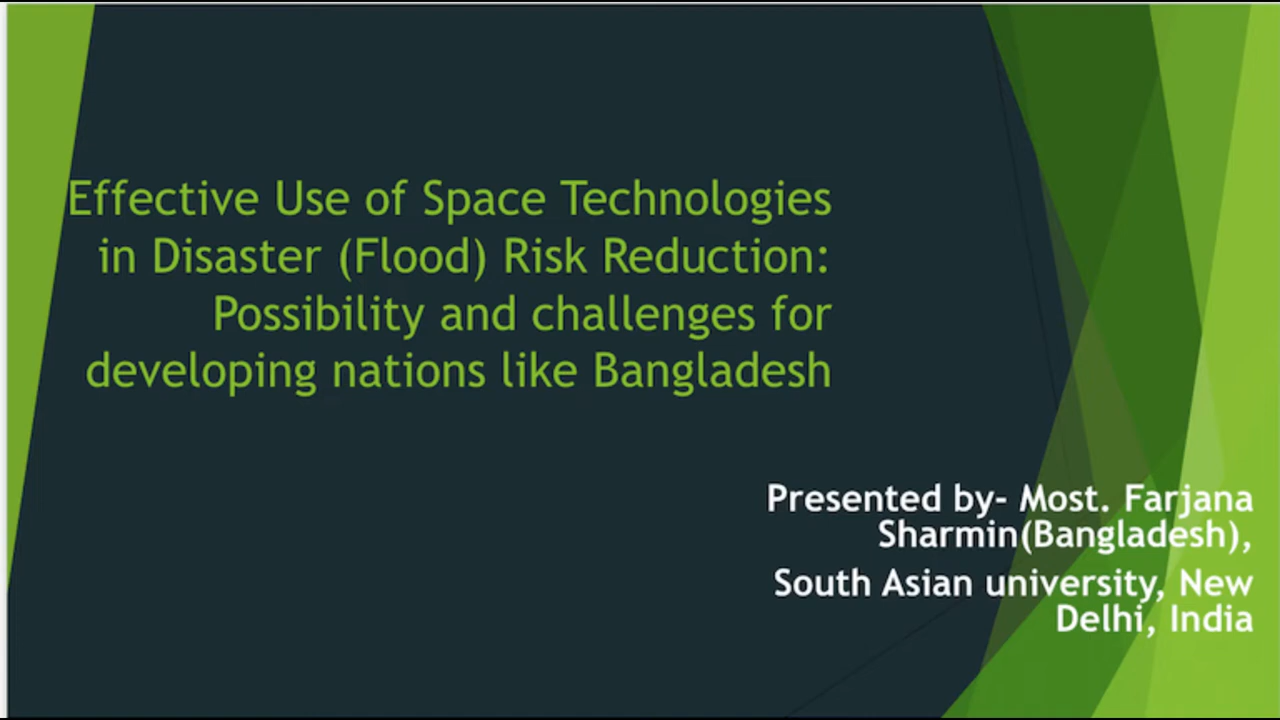 Effective Use of Space Technologies
in Disaster (Flood) Risk Reduction:
Possibility and challenges for
developing nations like Bangladesh
Presented by- Most. Farjana
Sharmin(Bangladesh),
South Asian university, New
Delhi, India